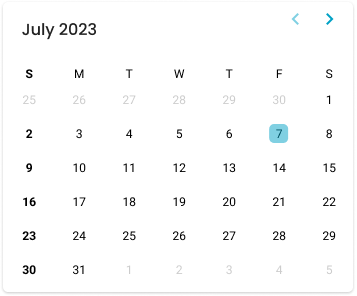 July 2023
S M T W T F S
25 26 27 28 29 30 1
2 3 4 5 6 7 8
9 10 11 12 13 14 15
16 17 18 19 20 21 22
23 24 25 26 27 28 29
30 31 1 2 3 4 5